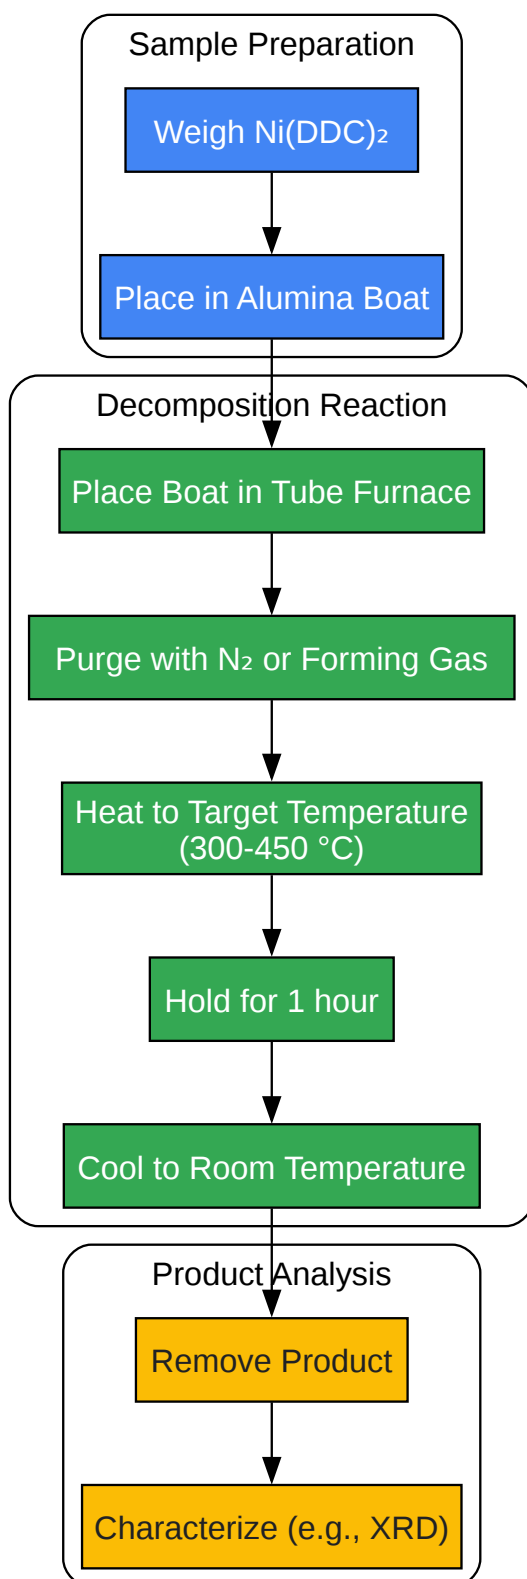 Sample Preparation
Weigh Ni(DDC)₂
Place in Alumina Boat
Decomposition Reaction
Place Boat in Tube Furnace
Purge with N₂ or Forming Gas
Heat to Target Temperature
(300-450 °C)
Hold for 1 hour
Cool to Room Temperature
Product Analysis
Remove Product
Characterize (e.g., XRD)